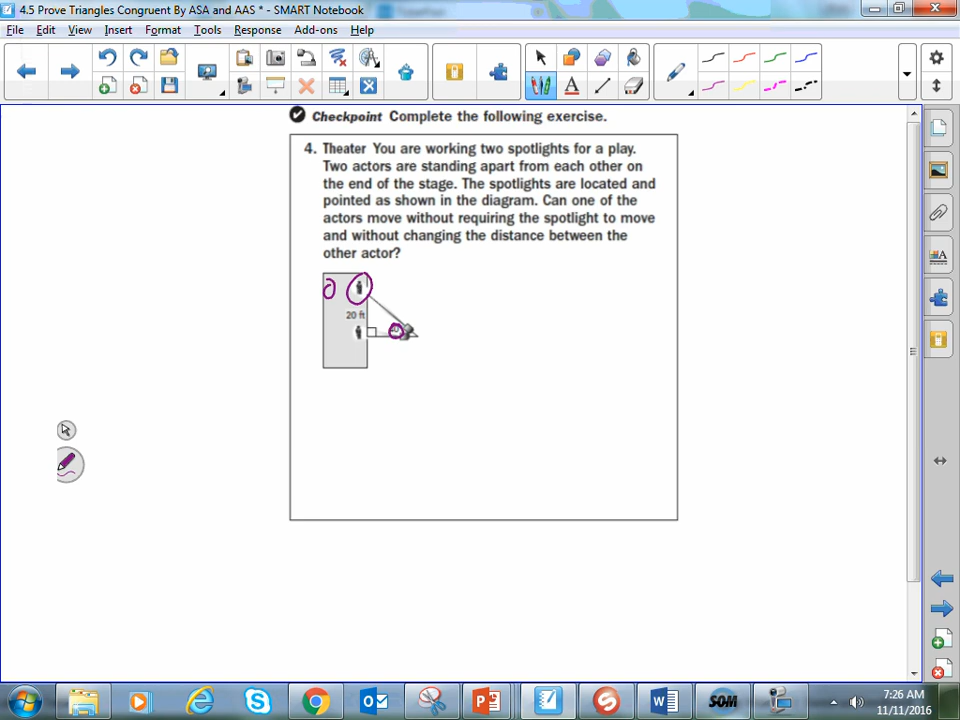 4.5 Prove Triangles Congruent By ASA and AAS * - SMART Notebook
File Edit View Insert Format Tools Response Add-ons Help
Checkpoint Complete the following exercise.
4. Theater You are working two spotlights for a play.
Two actors are standing apart from each other on
the end of the stage. The spotlights are located and
pointed as shown in the diagram. Can one of the
actors move without requiring the spotlight to move
and without changing the distance between the
other actor?
20 ft
7:26 AM
11/11/2016